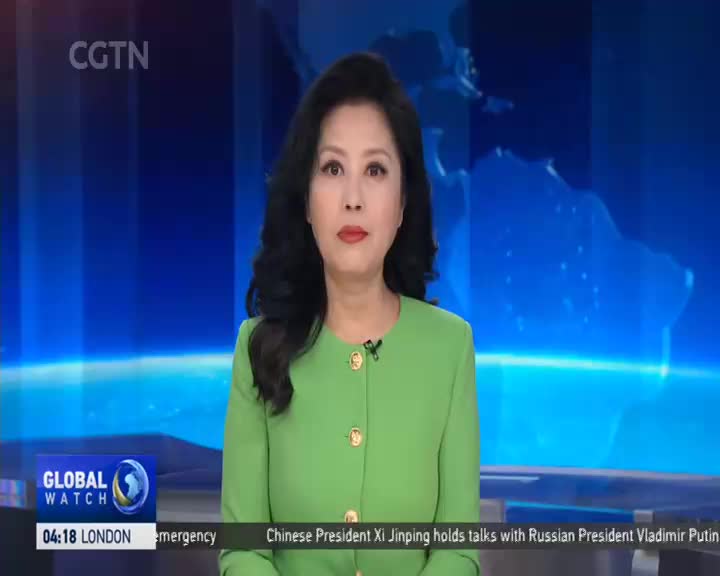 CGTN
GLOBAL
WATCH
04:18 LONDON
emergency Chinese President Xi Jinping holds talks with Russian President Vladimir Putin